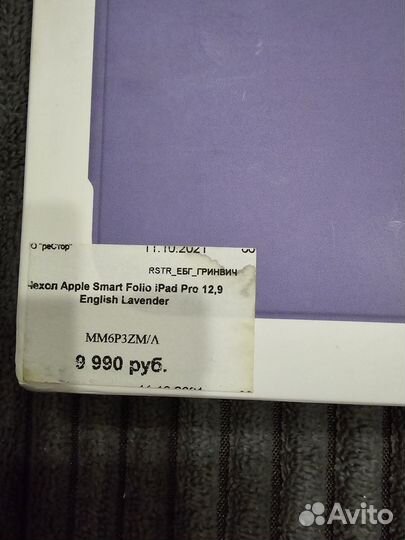 О "реСтор"
11.10.2021
RSTR_ЕБГ_ГРИНВИЧ
Чехол Apple Smart Folio iPad Pro 12,9
English Lavender
MM6P3ZM/A
9 990 руб.
Avito